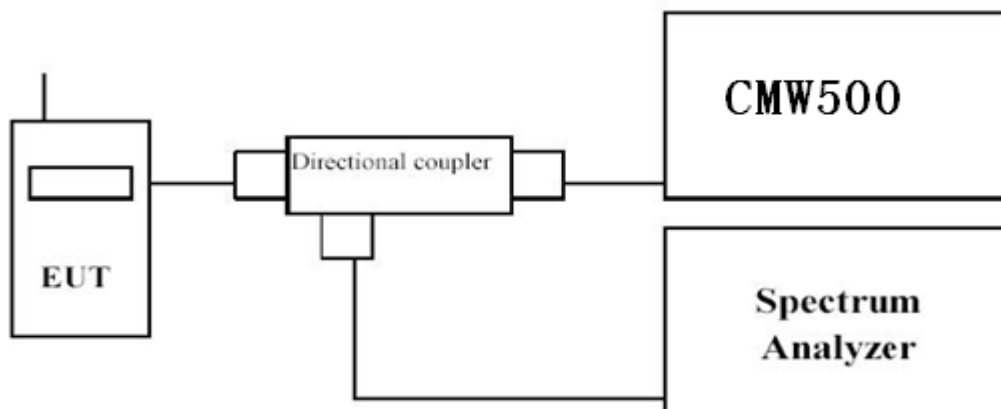 CMW500
Directional coupler
EUT
Spectrum
Analyzer